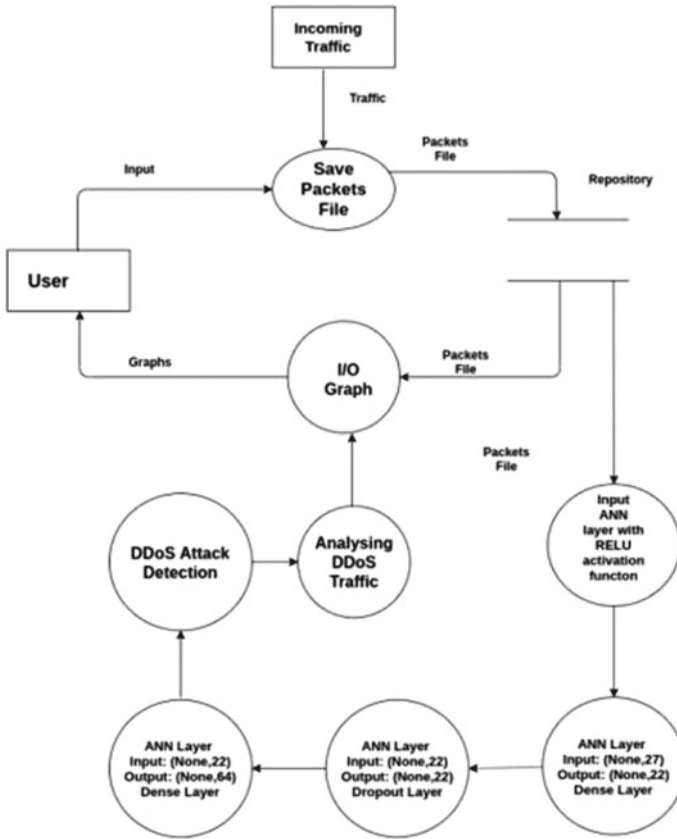 Incoming
Traffic
Traffic
Packets
File
Input
Save
Packets
File
Repository
User
Graphs
I/O
Graph
Packets
File
Packets
File
Input
ANN
layer with
RELU
activation
functon
DDoS Attack
Detection
Analysing
DDoS
Traffic
ANN Layer
Input: (None,22)
Output: (None,64)
Dense Layer
ANN Layer
Input: (None,22)
Output: (None,22)
Dropout Layer
ANN Layer
Input: (None,27)
Output: (None,22)
Dense Layer